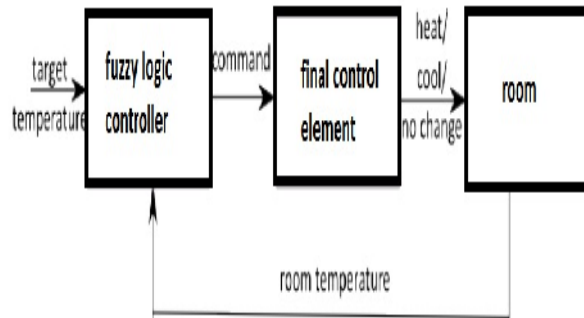 target
temperature
fuzzy logic
controller
command
final control
element
heat/
cool/
no change
room
room temperature